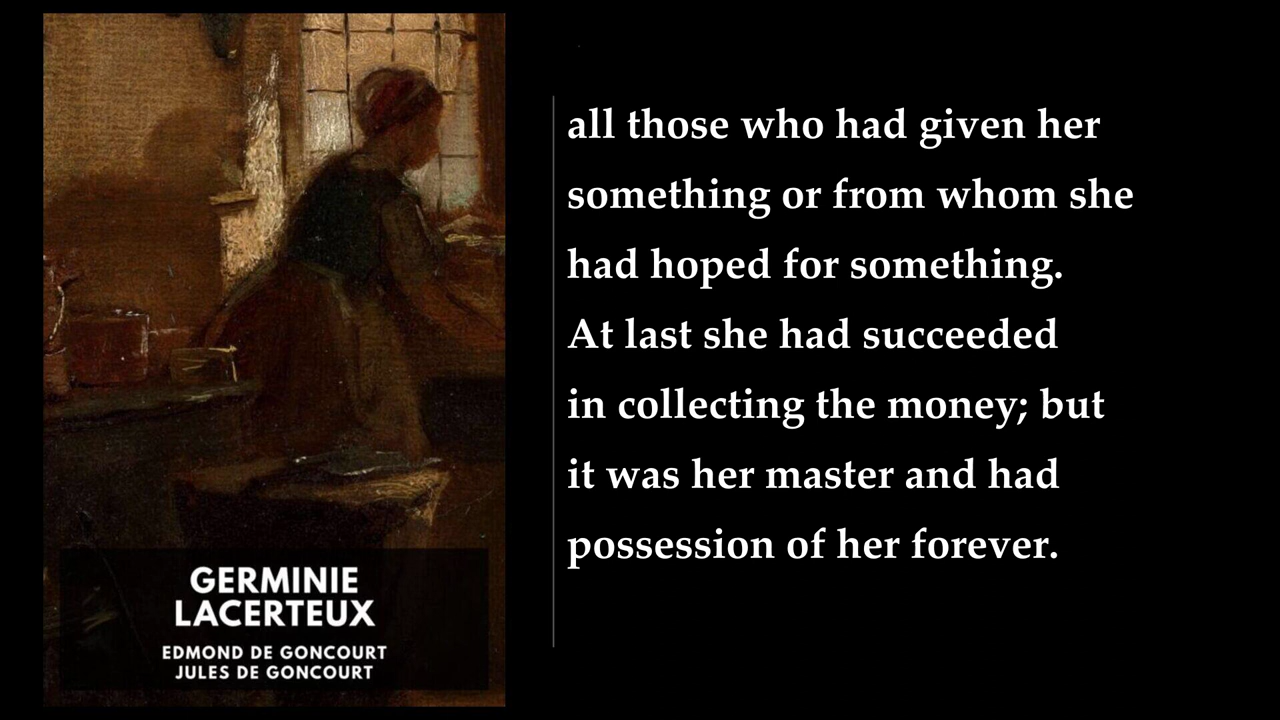 all those who had given her
something or from whom she
had hoped for something.
At last she had succeeded
in collecting the money; but
it was her master and had
possession of her forever.
GERMINIE
LACERTEUX
EDMOND DE GONCOURT
JULES DE GONCOURT